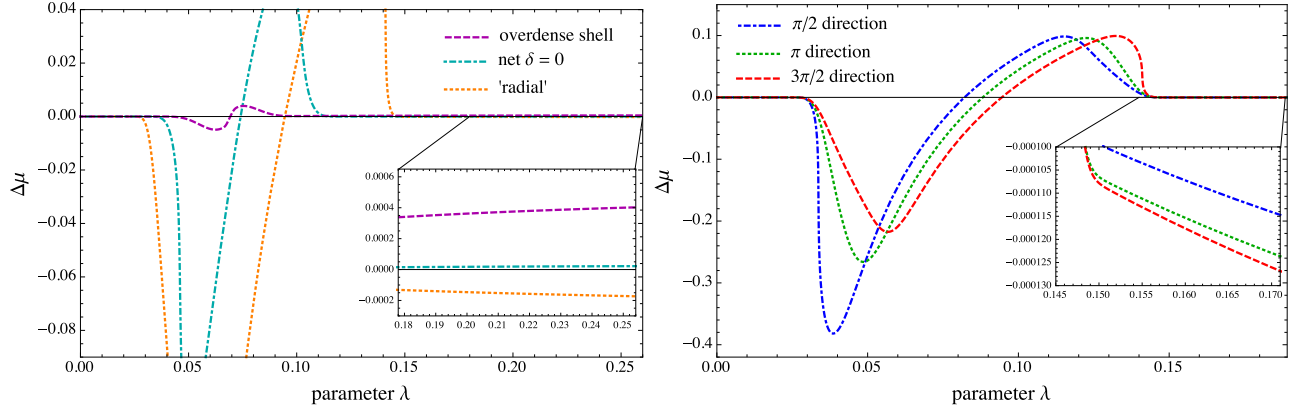 0.04
0.02
0.00
−0.02
−0.04
−0.06
−0.08
Δμ
overdense shell
net δ = 0
'radial'
0.0006
0.0004
0.0002
0.0000
−0.0002
0.18 0.19 0.20 0.21 0.22 0.23 0.24 0.25
0.00 0.05 0.10 0.15 0.20 0.25
parameter λ
0.1
0.0
−0.1
−0.2
−0.3
−0.4
Δμ
π/2 direction
π direction
3π/2 direction
−0.000100
−0.000110
−0.000115
−0.000120
−0.000125
−0.000130
0.145 0.150 0.155 0.160 0.165 0.170
0.00 0.05 0.10 0.15
parameter λ